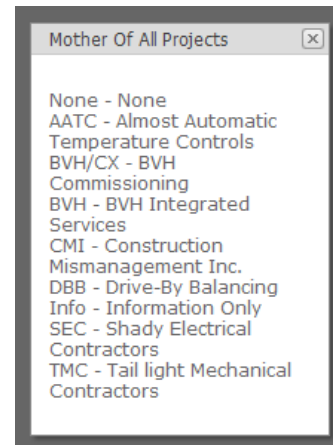 Mother Of All Projects
None - None
AATC - Almost Automatic
Temperature Controls
BVH/CX - BVH
Commissioning
BVH - BVH Integrated
Services
CMI - Construction
Mismanagement Inc.
DBB - Drive-By Balancing
Info - Information Only
SEC - Shady Electrical
Contractors
TMC - Tail light Mechanical
Contractors